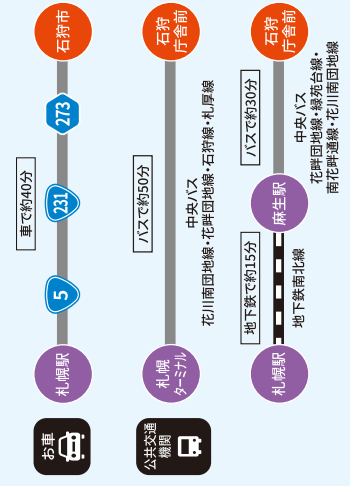 お車
札幌駅
5
231
273
車で約40分
石狩市
公共交通
機関
札幌
ターミナル
バスで約50分
石狩
庁舎前
中央バス
花川南団地線・花畔団地線・石狩線・札厚線
札幌駅
地下鉄で約15分
地下鉄南北線
麻生駅
バスで約30分
石狩
庁舎前
中央バス
花畔団地線・緑苑台線・
南花畔通線・花川南団地線